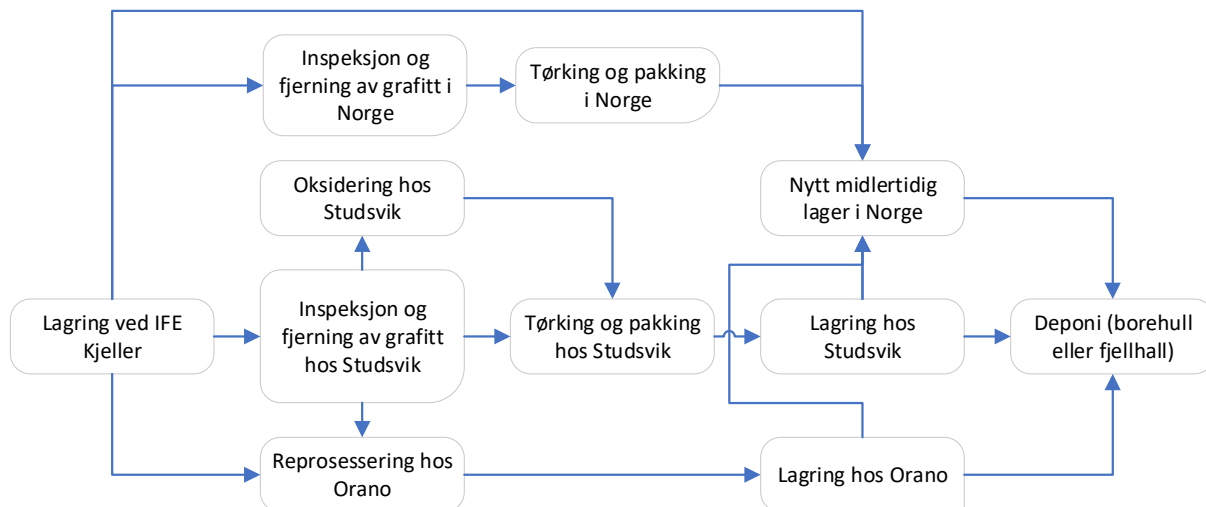 Inspeksjon og
fjerning av grafitt i
Norge
Tørking og pakking
i Norge
Oksidering hos
Studsvik
Nytt midlertidig
lager i Norge
Lagring ved IFE
Kjeller
Inspeksjon og
fjerning av grafitt
hos Studsvik
Tørking og pakking
hos Studsvik
Lagring hos
Studsvik
Deponi (borehull
eller fjellhall)
Reprosessering hos
Orano
Lagring hos Orano